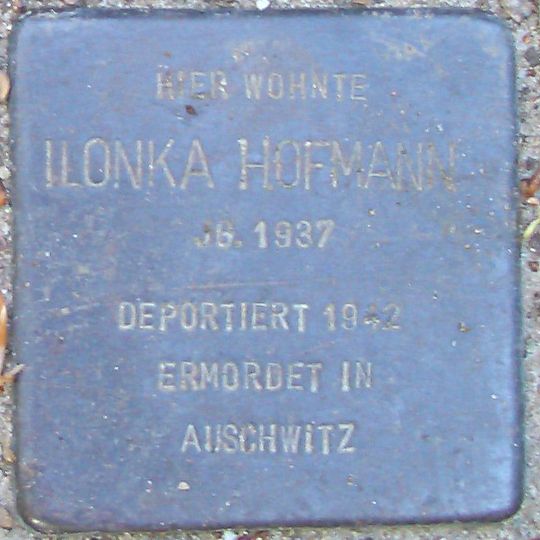 HIER WOHNTE
ILONKA HOFMANN
JG. 1937
DEPORTIERT 1942
ERMORDET IN
AUSCHWITZ